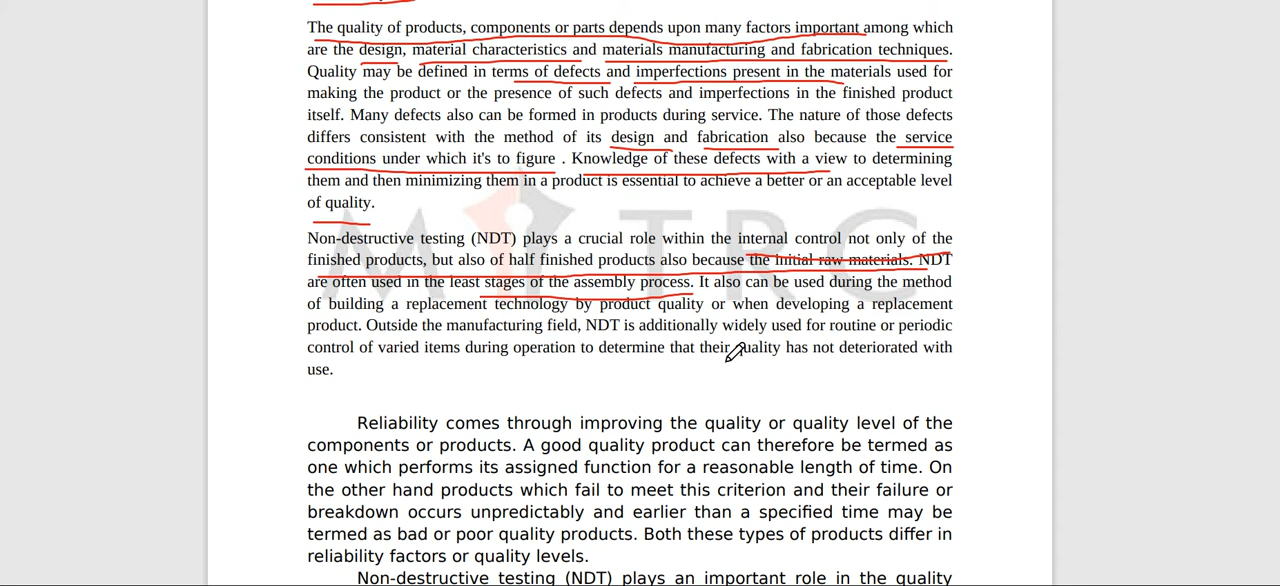 The quality of products, components or parts depends upon many factors important among which
are the design, material characteristics and materials manufacturing and fabrication techniques.
Quality may be defined in terms of defects and imperfections present in the materials used for
making the product or the presence of such defects and imperfections in the finished product
itself. Many defects also can be formed in products during service. The nature of those defects
differs consistent with the method of its design and fabrication also because the service
conditions under which it's to figure . Knowledge of these defects with a view to determining
them and then minimizing them in a product is essential to achieve a better or an acceptable level
of quality.
Non-destructive testing (NDT) plays a crucial role within the internal control not only of the
finished products, but also of half finished products also because the initial raw materials. NDT
are often used in the least stages of the assembly process. It also can be used during the method
of building a replacement technology by product quality or when developing a replacement
product. Outside the manufacturing field, NDT is additionally widely used for routine or periodic
control of varied items during operation to determine that their quality has not deteriorated with
use.
Reliability comes through improving the quality or quality level of the
components or products. A good quality product can therefore be termed as
one which performs its assigned function for a reasonable length of time. On
the other hand products which fail to meet this criterion and their failure or
breakdown occurs unpredictably and earlier than a specified time may be
termed as bad or poor quality products. Both these types of products differ in
reliability factors or quality levels.
Non-destructive testing (NDT) plays an important role in the quality